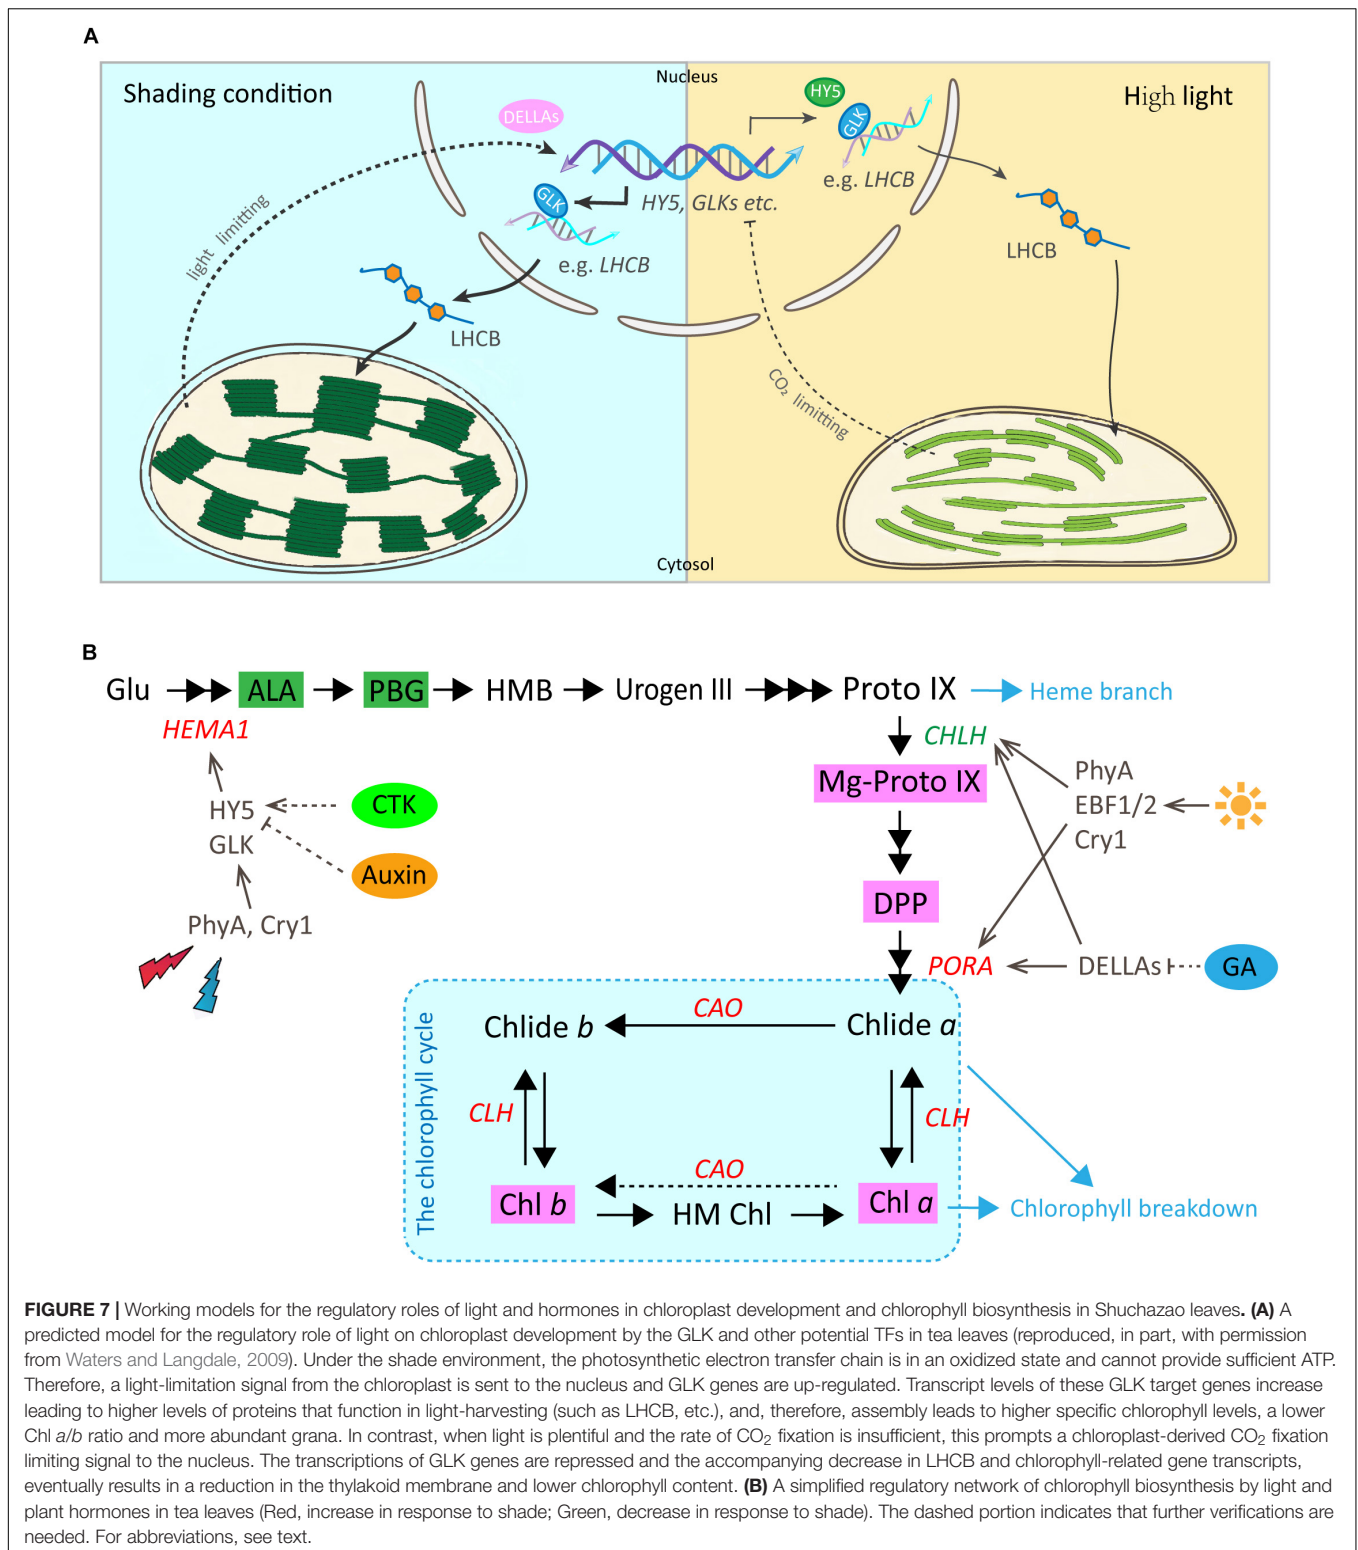 A
Shading condition
Nucleus
High light
DELLAs
HY5
GLK
e.g. LHCB
GLK
HY5, GLKs etc.
e.g. LHCB
light limitting
LHCB
LHCB
CO₂ limitting
Cytosol
B
Glu ALA PBG HMB Urogen III Proto IX Heme branch
HEMA1
CHLH
Mg-Proto IX
PhyA
HY5 CTK EBF1/2
GLK Cry1
Auxin
DPP
PhyA, Cry1
PORA DELLAs GA
The chlorophyll cycle
Chlide b CAO Chlide a
CLH CLH
CAO
Chl b HM Chl Chl a Chlorophyll breakdown
FIGURE 7 | Working models for the regulatory roles of light and hormones in chloroplast development and chlorophyll biosynthesis in Shuchazao leaves. (A) A
predicted model for the regulatory role of light on chloroplast development by the GLK and other potential TFs in tea leaves (reproduced, in part, with permission
from Waters and Langdale, 2009). Under the shade environment, the photosynthetic electron transfer chain is in an oxidized state and cannot provide sufficient ATP.
Therefore, a light-limitation signal from the chloroplast is sent to the nucleus and GLK genes are up-regulated. Transcript levels of these GLK target genes increase
leading to higher levels of proteins that function in light-harvesting (such as LHCB, etc.), and, therefore, assembly leads to higher specific chlorophyll levels, a lower
Chl a/b ratio and more abundant grana. In contrast, when light is plentiful and the rate of CO₂ fixation is insufficient, this prompts a chloroplast-derived CO₂ fixation
limiting signal to the nucleus. The transcriptions of GLK genes are repressed and the accompanying decrease in LHCB and chlorophyll-related gene transcripts,
eventually results in a reduction in the thylakoid membrane and lower chlorophyll content. (B) A simplified regulatory network of chlorophyll biosynthesis by light and
plant hormones in tea leaves (Red, increase in response to shade; Green, decrease in response to shade). The dashed portion indicates that further verifications are
needed. For abbreviations, see text.